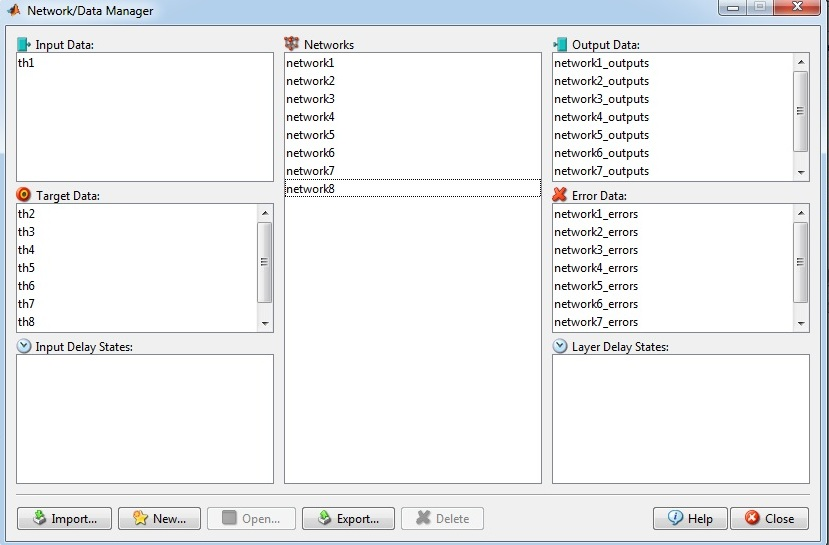 Network/Data Manager
Input Data:
th1
Target Data:
th2
th3
th4
th5
th6
th7
th8
Input Delay States:
Networks
network1
network2
network3
network4
network5
network6
network7
network8
Output Data:
network1_outputs
network2_outputs
network3_outputs
network4_outputs
network5_outputs
network6_outputs
network7_outputs
Error Data:
network1_errors
network2_errors
network3_errors
network4_errors
network5_errors
network6_errors
network7_errors
Layer Delay States:
Import... New... Open... Export... Delete Help Close